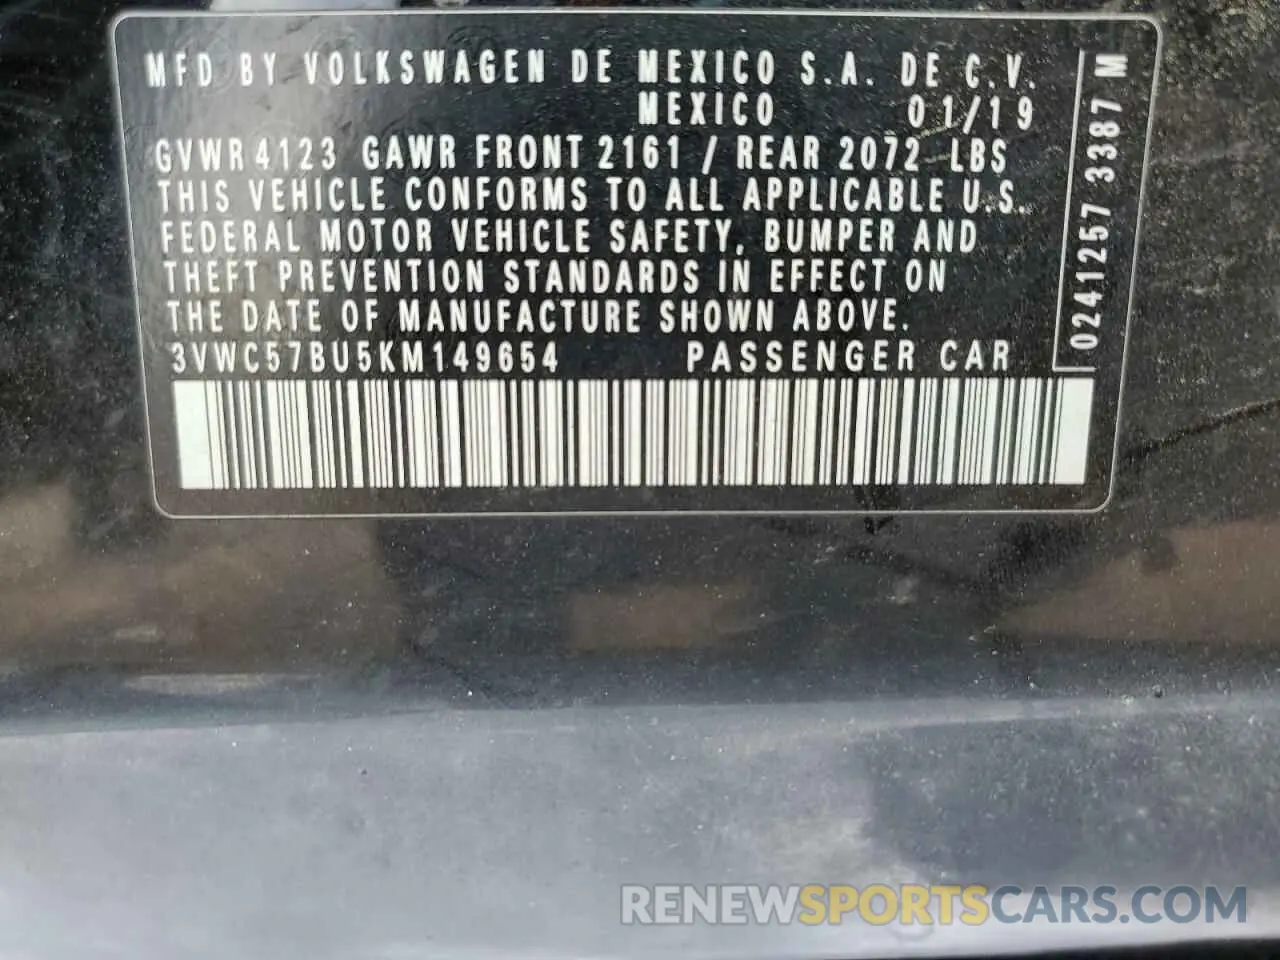 MFD BY VOLKSWAGEN DE MEXICO S.A. DE C.V.
MEXICO 01/19
GVWR 4123 GAWR FRONT 2161 / REAR 2072 LBS
THIS VEHICLE CONFORMS TO ALL APPLICABLE U.S.
FEDERAL MOTOR VEHICLE SAFETY, BUMPER AND
THEFT PREVENTION STANDARDS IN EFFECT ON
THE DATE OF MANUFACTURE SHOWN ABOVE.
3VWC57BU5KM149654 PASSENGER CAR
0241257 3387 M
RENEWSPORTSCARS.COM